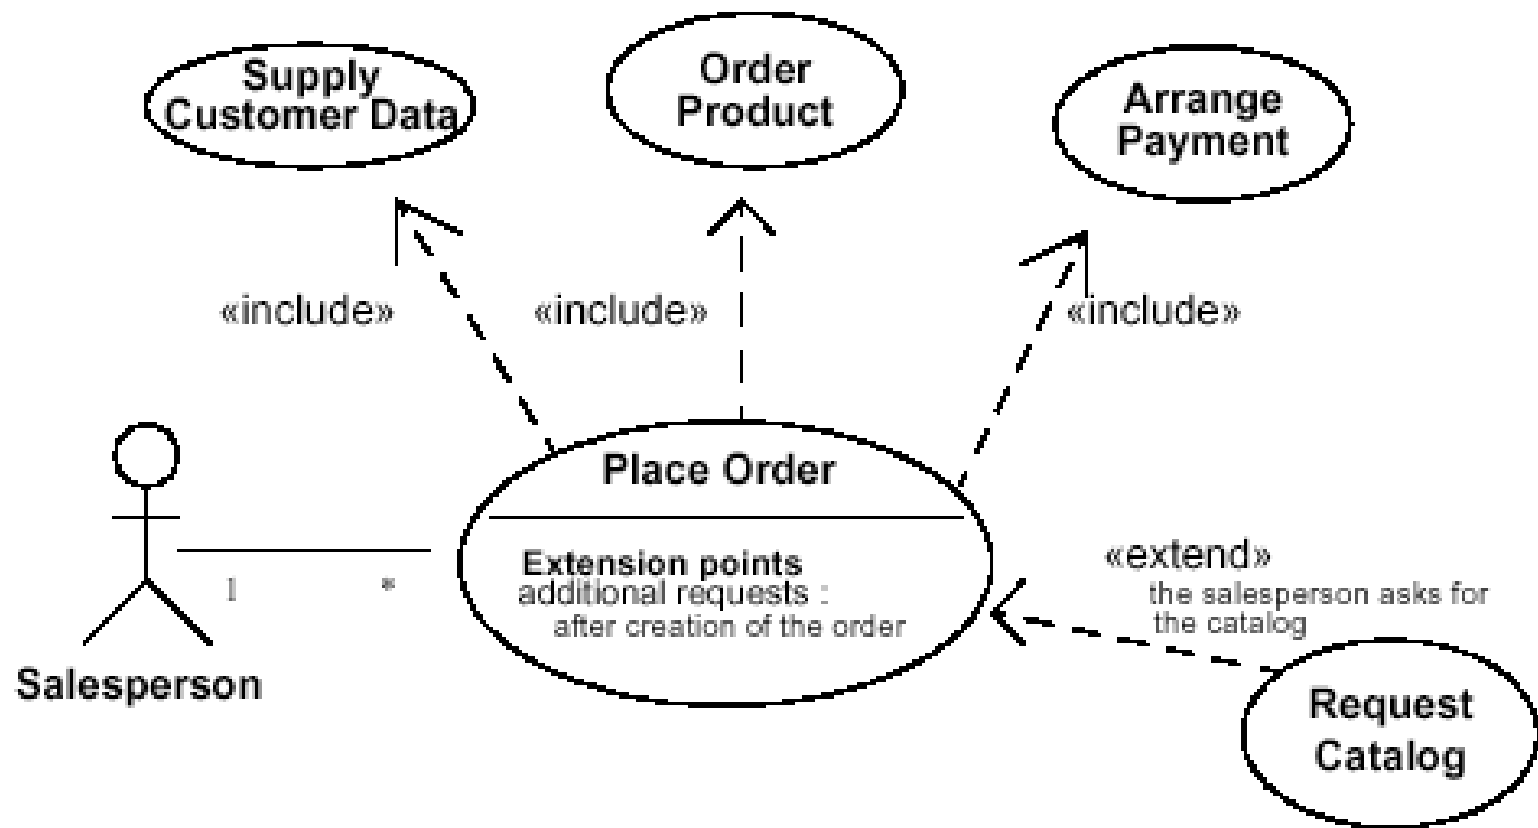 Supply
Customer Data
Order
Product
Arrange
Payment
«include»
«include»
«include»
Place Order
Extension points
additional requests :
after creation of the order
1
*
Salesperson
«extend»
the salesperson asks for
the catalog
Request
Catalog